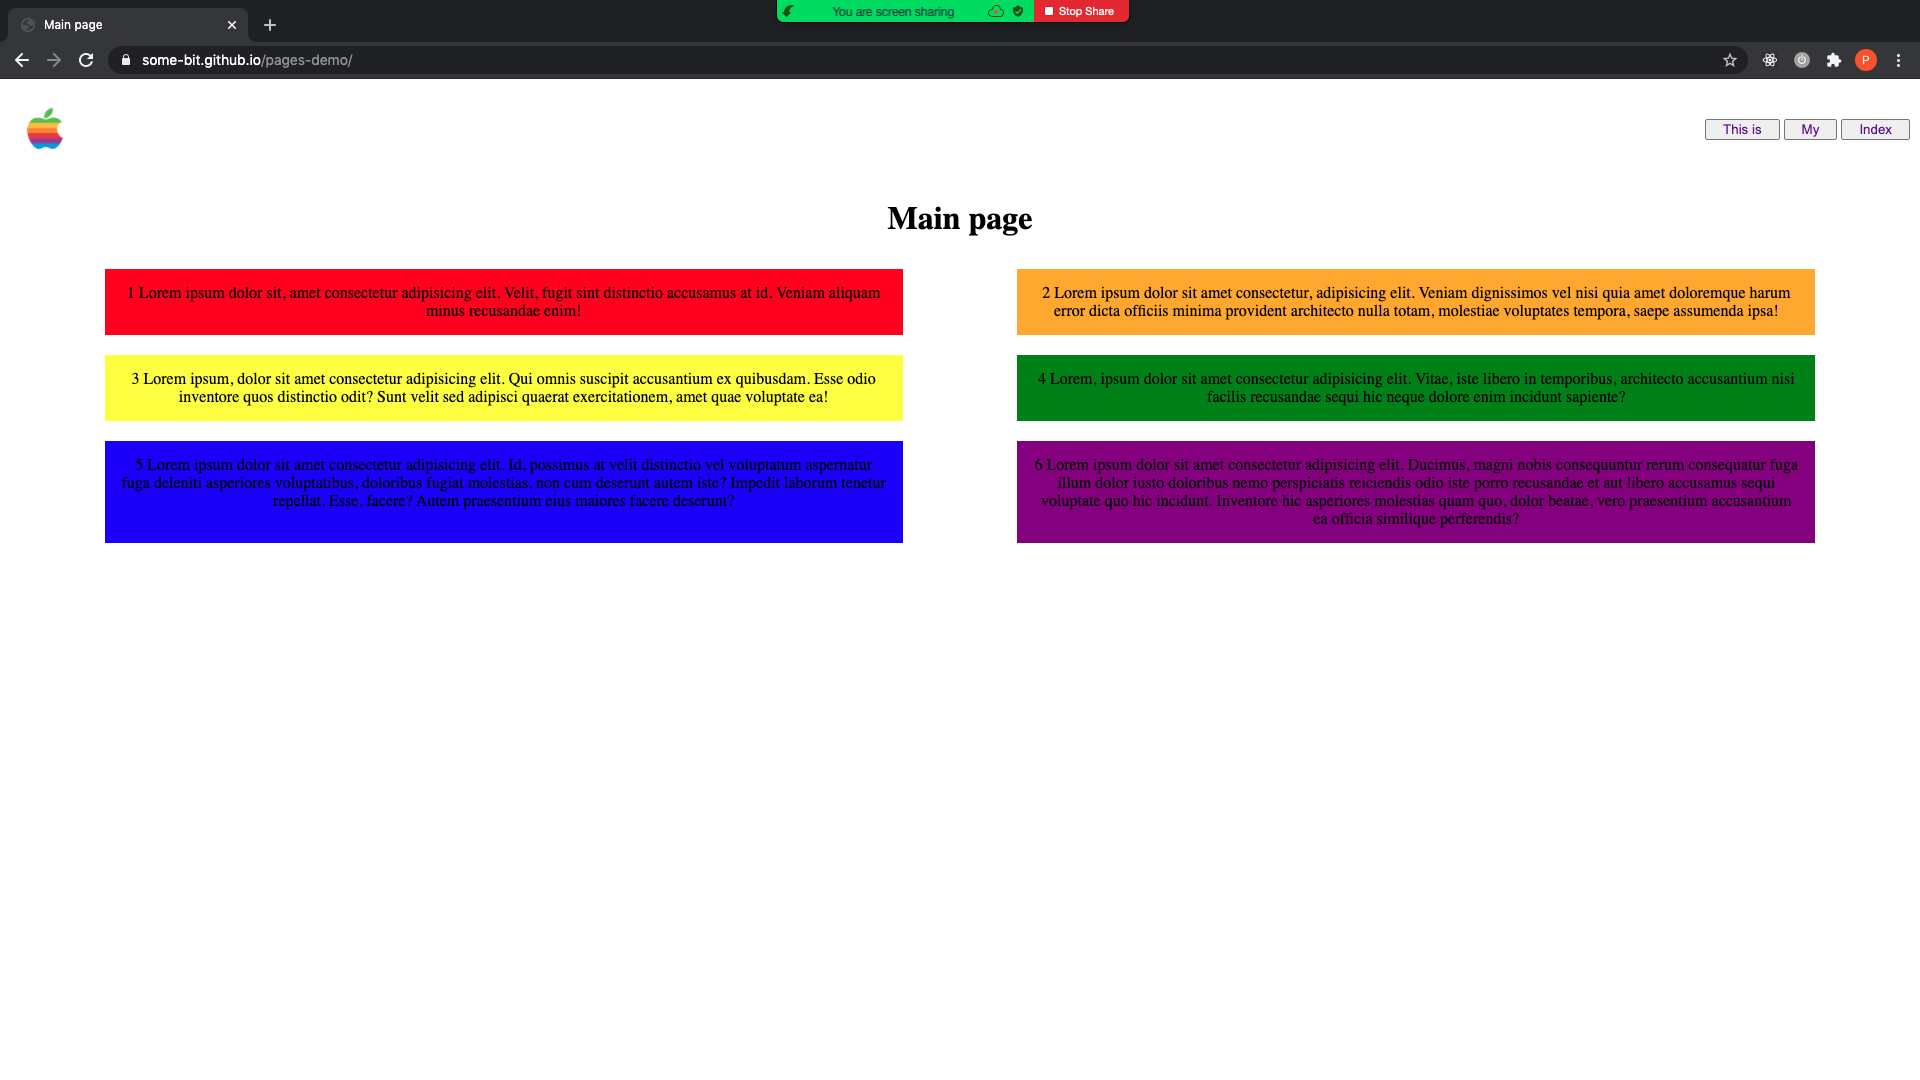 You are screen sharing
Stop Share
Main page
some-bit.github.io/pages-demo/
P
This is
My
Index
Main page
1 Lorem ipsum dolor sit, amet consectetur adipisicing elit. Velit, fugit sint distinctio accusamus at id. Veniam aliquam
minus recusandae enim!
2 Lorem ipsum dolor sit amet consectetur, adipisicing elit. Veniam dignissimos vel nisi quia amet doloremque harum
error dicta officiis minima provident architecto nulla totam, molestiae voluptates tempora, saepe assumenda ipsa!
3 Lorem ipsum, dolor sit amet consectetur adipisicing elit. Qui omnis suscipit accusantium ex quibusdam. Esse odio
inventore quos distinctio odit? Sunt velit sed adipisci quaerat exercitationem, amet quae voluptate ea!
4 Lorem, ipsum dolor sit amet consectetur adipisicing elit. Vitae, iste libero in temporibus, architecto accusantium nisi
facilis recusandae sequi hic neque dolore enim incidunt sapiente?
5 Lorem ipsum dolor sit amet consectetur adipisicing elit. Id, possimus at velit distinctio vel voluptatum aspernatur
fuga deleniti asperiores voluptatibus, doloribus fugiat molestias, non cum deserunt autem iste? Impedit laborum tenetur
repellat. Esse, facere? Autem praesentium eius maiores facere deserunt?
6 Lorem ipsum dolor sit amet consectetur adipisicing elit. Ducimus, magni nobis consequuntur rerum consequatur fuga
illum dolor iusto doloribus nemo perspiciatis reiciendis odio iste porro recusandae et aut libero accusamus sequi
voluptate quo hic incidunt. Inventore hic asperiores molestias quam quo, dolor beatae, vero praesentium accusantium
ea officia similique perferendis?